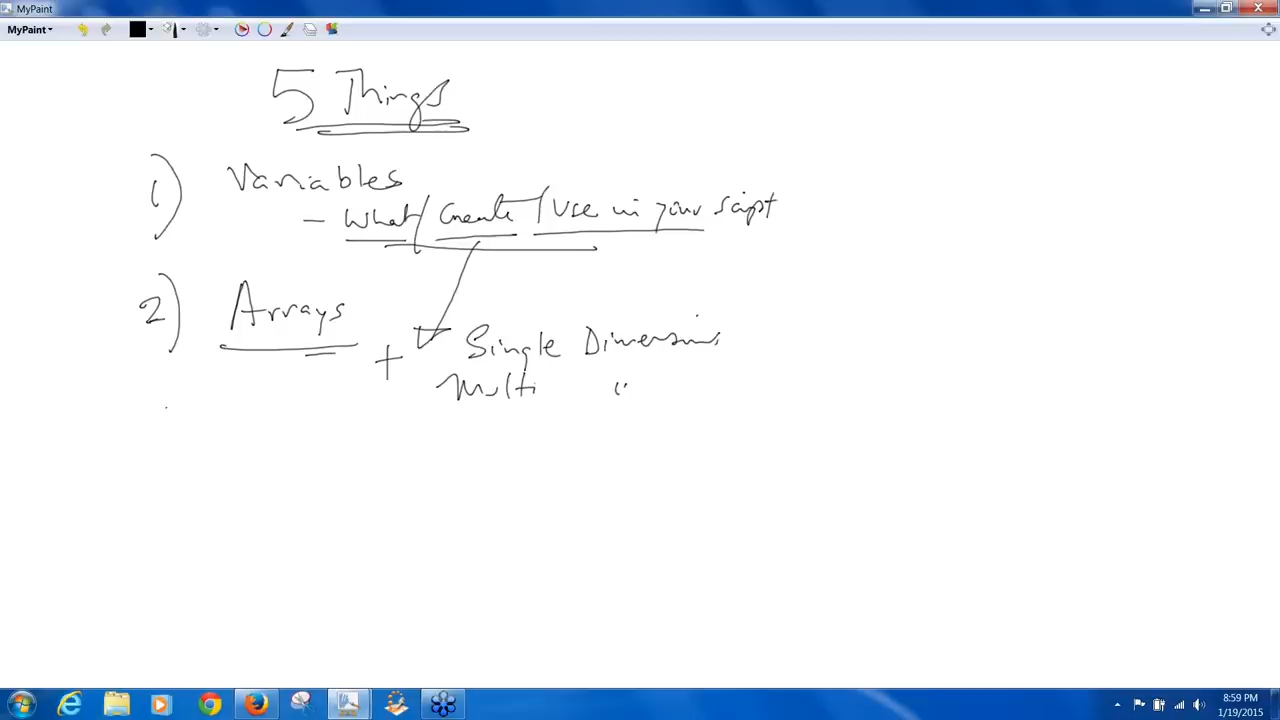 MyPaint
MyPaint
5 Things
1) Variables
- What / Create / Use in your script
2) Arrays
+ Single Dimensions
Multi "
8:59 PM
1/19/2015